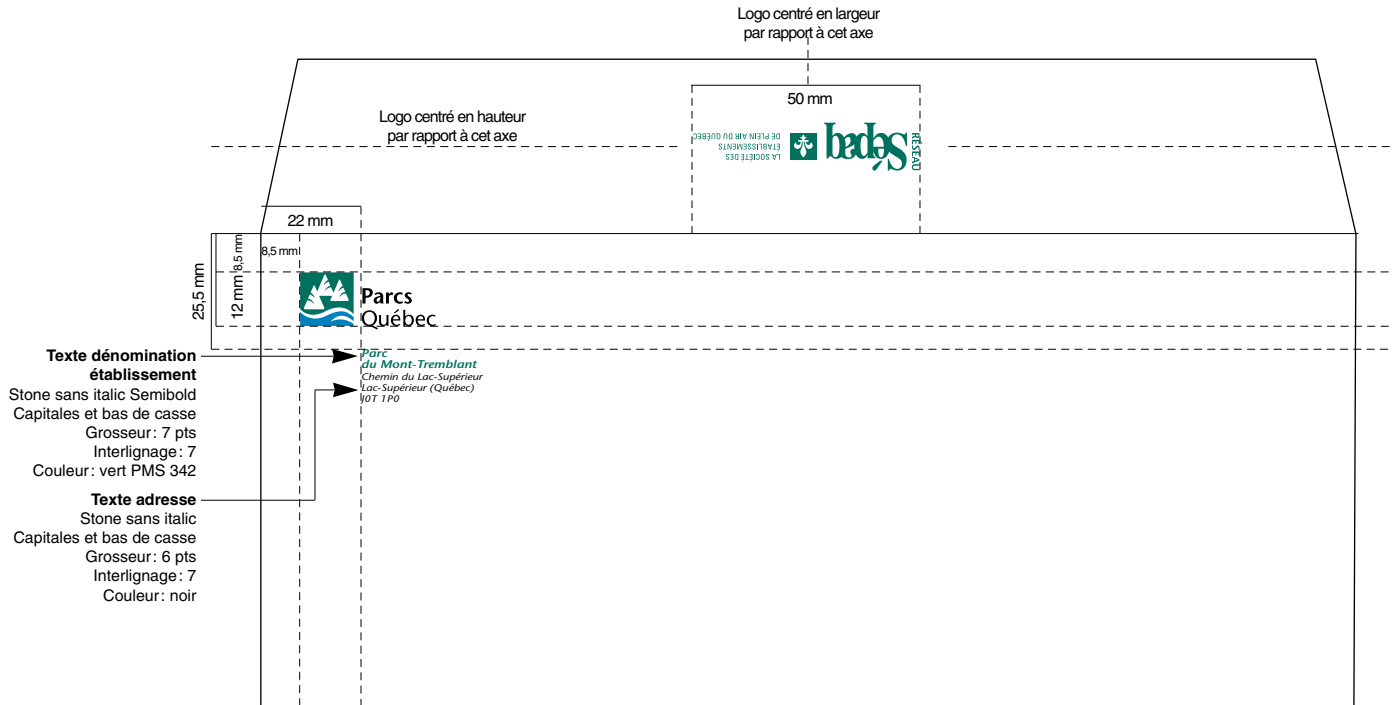 Logo centré en largeur
par rapport à cet axe
50 mm
Logo centré en hauteur
par rapport à cet axe
RÉSEAU
Sépaq
LA SOCIÉTÉ DES
ÉTABLISSEMENTS
DE PLEIN AIR DU QUÉBEC
22 mm
8,5 mm
8,5 mm
12 mm
25,5 mm
Parcs
Québec
Texte dénomination
établissement
Stone sans italic Semibold
Capitales et bas de casse
Grosseur : 7 pts
Interlignage : 7
Couleur : vert PMS 342
Parc
du Mont-Tremblant
Chemin du Lac-Supérieur
Lac-Supérieur (Québec)
J0T 1P0
Texte adresse
Stone sans italic
Capitales et bas de casse
Grosseur : 6 pts
Interlignage : 7
Couleur : noir